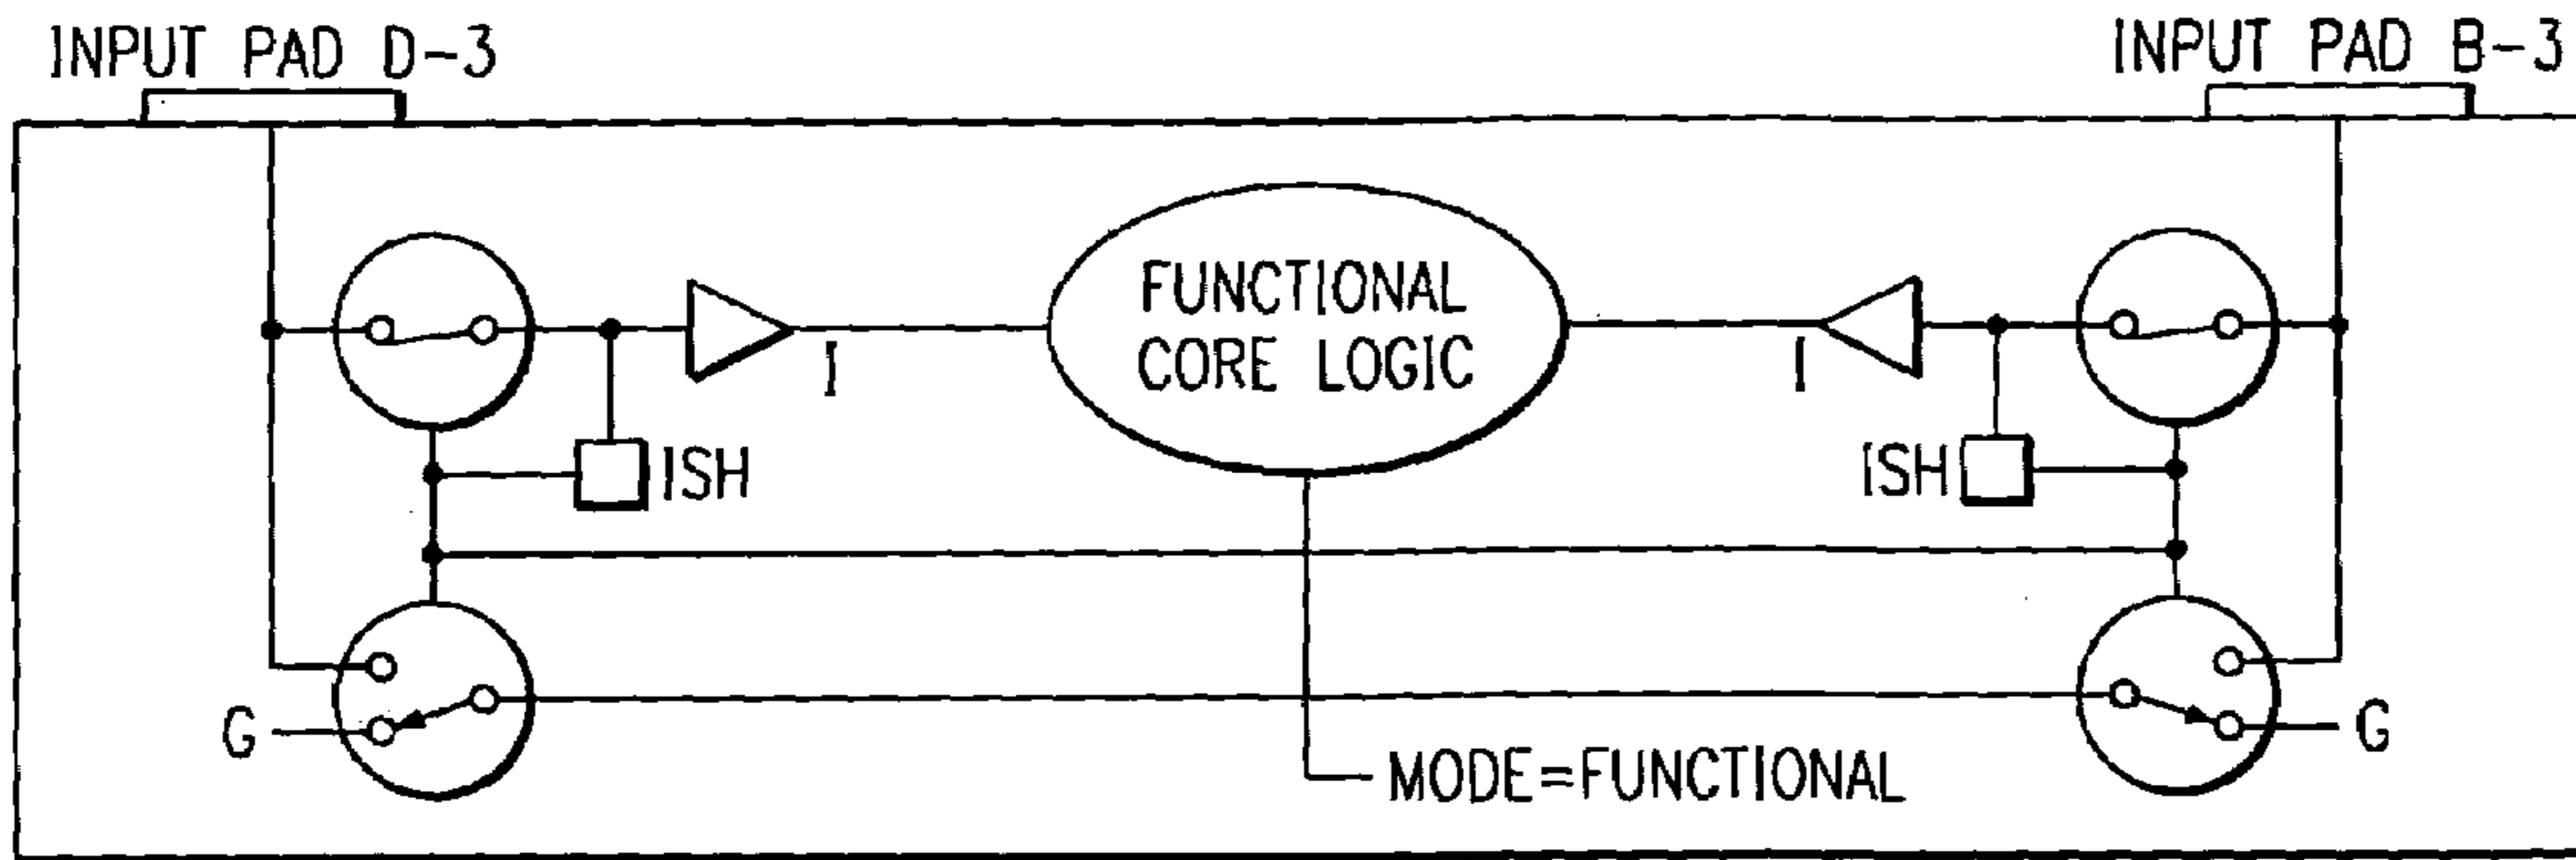 INPUT PAD D-3
INPUT PAD B-3
FUNCTIONAL
CORE LOGIC
I
I
ISH
ISH
G
G
MODE=FUNCTIONAL